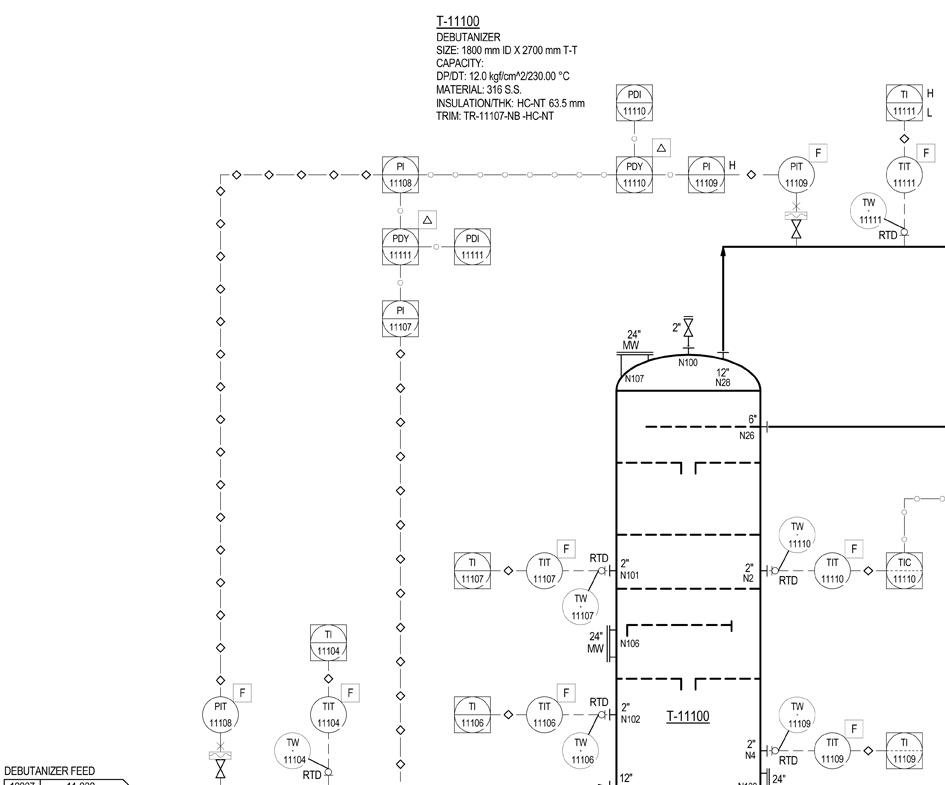 T-11100
DEBUTANIZER
SIZE: 1800 mm ID X 2700 mm T-T
CAPACITY:
DP/DT: 12.0 kgf/cm^2/230.00 °C
MATERIAL: 316 S.S.
INSULATION/THK: HC-NT 63.5 mm
TRIM: TR-11107-NB -HC-NT
PDI
11110
TI
11111
H
L
PI
11108
PDY
11110
PI
11109
H
PIT
11109
F
TIT
11111
F
TW
11111
RTD
PDY
11111
PDI
11111
PI
11107
24"
MW
2"
N107
N100
12"
N28
6"
N26
TI
11107
TIT
11107
F
RTD
2"
N101
TW
11107
TW
11110
2"
N2
RTD
TIT
11110
F
TIC
11110
24"
MW
N106
TI
11104
TIT
11104
F
TW
11104
RTD
PIT
11108
F
TI
11106
TIT
11106
F
RTD
2"
N102
TW
11106
T-11100
TW
11109
2"
N4
RTD
TIT
11109
F
TI
11109
12"
24"
DEBUTANIZER FEED